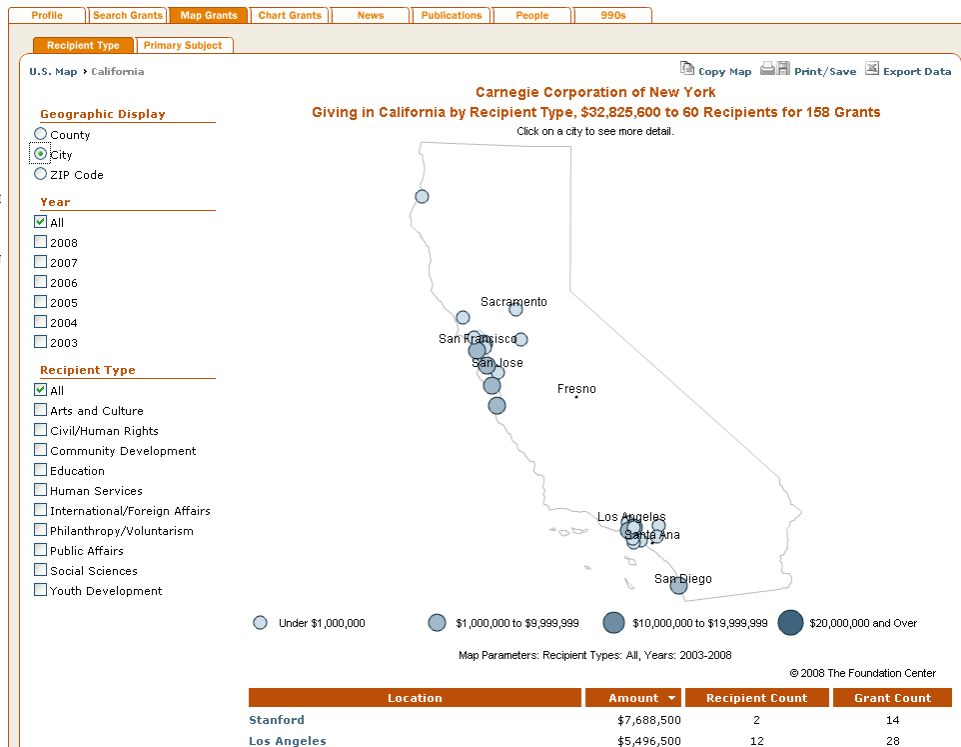 Profile
Search Grants
Map Grants
Chart Grants
News
Publications
People
990s
Recipient Type
Primary Subject
U.S. Map › California
Copy Map
Print/Save
Export Data
Carnegie Corporation of New York
Giving in California by Recipient Type, $32,825,600 to 60 Recipients for 158 Grants
Click on a city to see more detail.
Geographic Display
County
City
ZIP Code
Year
All
2008
2007
2006
2005
2004
2003
Recipient Type
All
Arts and Culture
Civil/Human Rights
Community Development
Education
Human Services
International/Foreign Affairs
Philanthropy/Voluntarism
Public Affairs
Social Sciences
Youth Development
Sacramento
San Francisco
San Jose
Fresno
Los Angeles
Santa Ana
San Diego
Under $1,000,000
$1,000,000 to $9,999,999
$10,000,000 to $19,999,999
$20,000,000 and Over
Map Parameters: Recipient Types: All, Years: 2003-2008
© 2008 The Foundation Center
Location Amount Recipient Count Grant Count
Stanford $7,688,500 2 14
Los Angeles $5,496,500 12 28